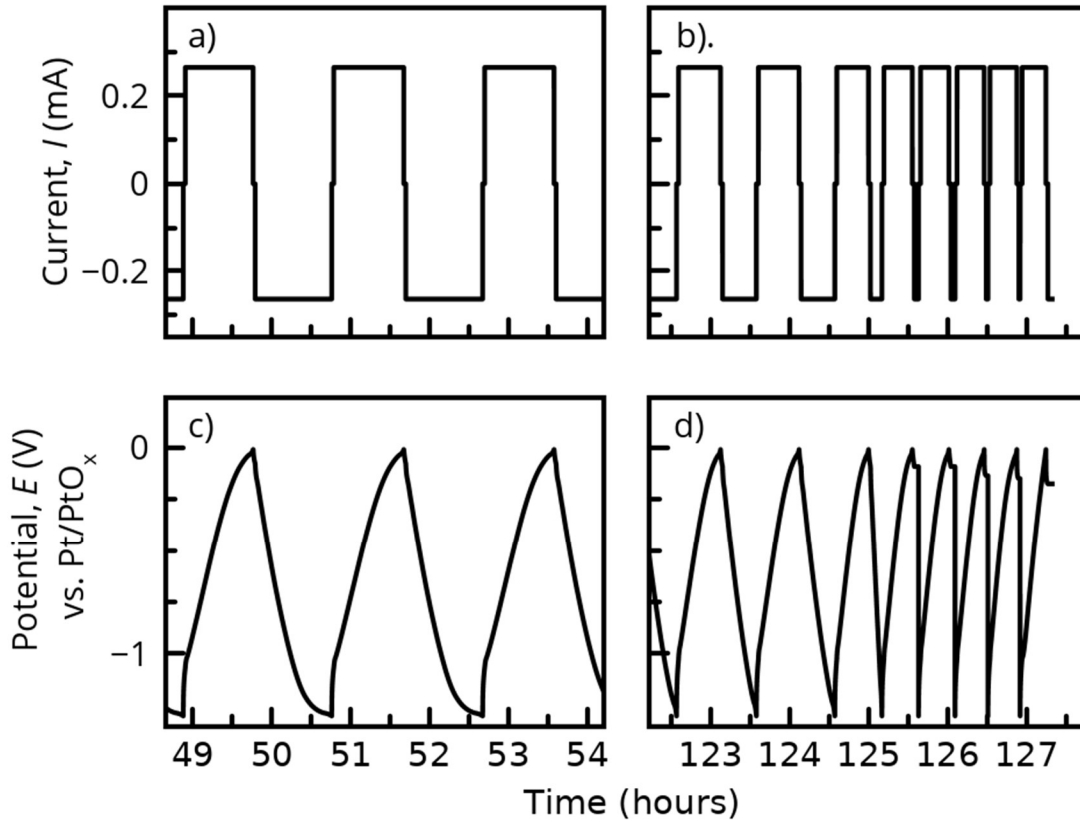 a)
b).
Current, I (mA)
0.2
0
−0.2
c)
d)
Potential, E (V)
vs. Pt/PtOx
0
−1
49 50 51 52 53 54
123 124 125 126 127
Time (hours)